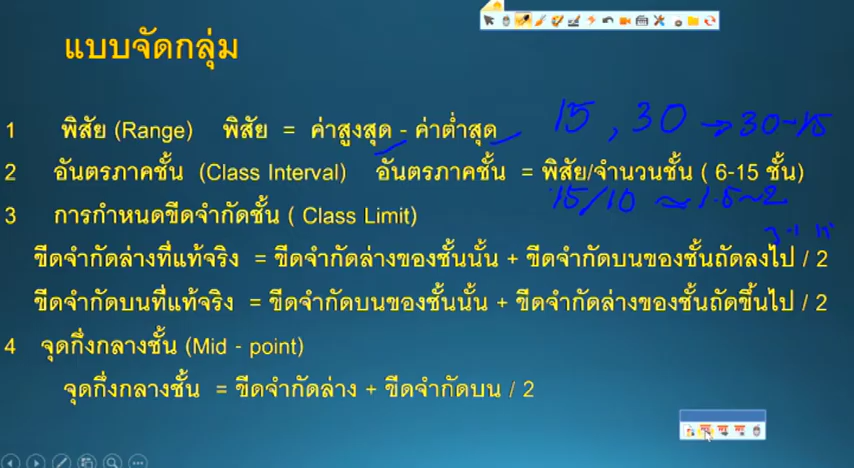 แบบจัดกลุ่ม
1 พิสัย (Range) พิสัย = ค่าสูงสุด - ค่าต่ำสุด 15 , 30 → 30-15
2 อันตรภาคชั้น (Class Interval) อันตรภาคชั้น = พิสัย/จำนวนชั้น ( 6-15 ชั้น)
15/10 ≈ 1.5 ~ 2
3 การกำหนดขีดจำกัดชั้น ( Class Limit)
ขีดจำกัดล่างที่แท้จริง = ขีดจำกัดล่างของชั้นนั้น + ขีดจำกัดบนของชั้นถัดลงไป / 2
ขีดจำกัดบนที่แท้จริง = ขีดจำกัดบนของชั้นนั้น + ขีดจำกัดล่างของชั้นถัดขึ้นไป / 2
4 จุดกึ่งกลางชั้น (Mid - point)
จุดกึ่งกลางชั้น = ขีดจำกัดล่าง + ขีดจำกัดบน / 2